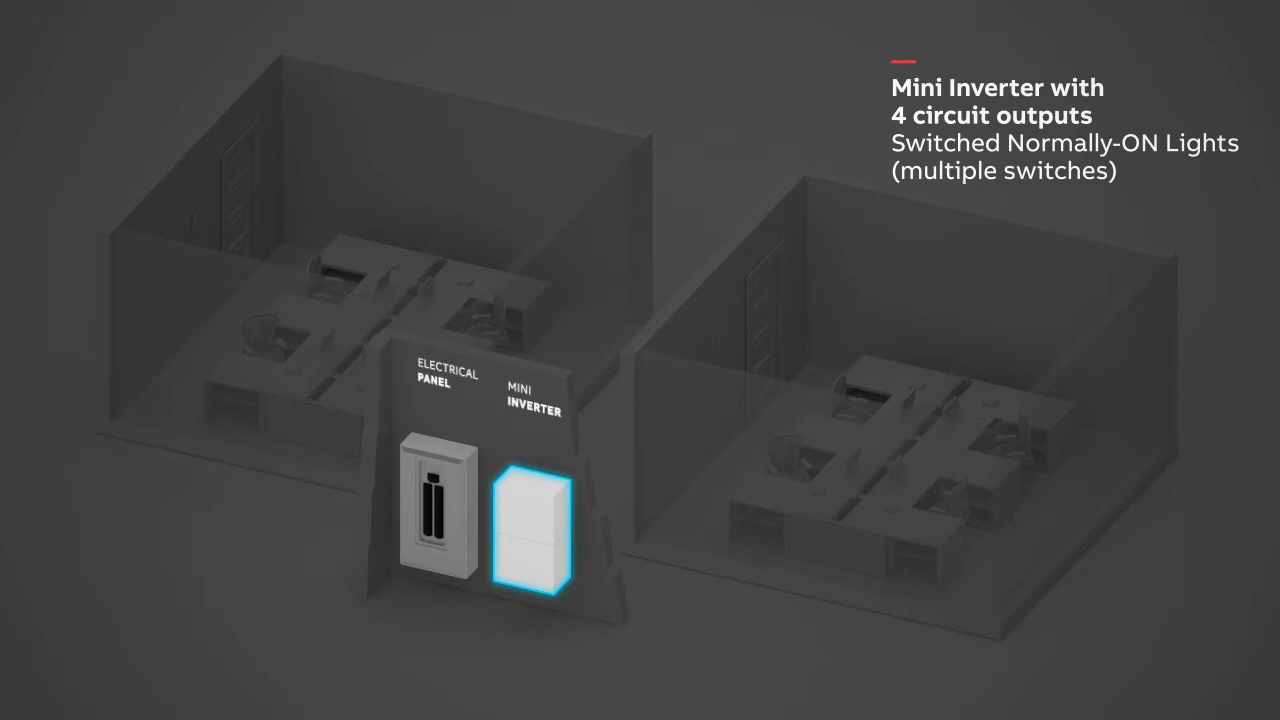 Mini Inverter with
4 circuit outputs
Switched Normally-ON Lights
(multiple switches)
ELECTRICAL
PANEL
MINI
INVERTER